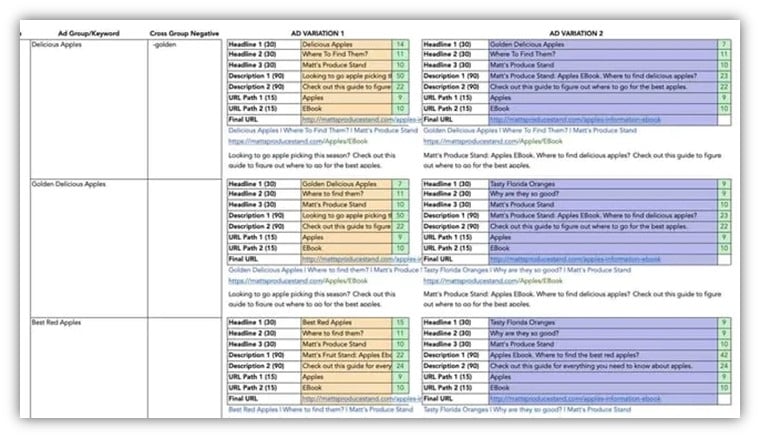 Ad Group/Keyword Cross Group Negative AD VARIATION 1 AD VARIATION 2
Delicious Apples -golden Headline 1 (30) Delicious Apples 14 Headline 1 (30) Golden Delicious Apples 7
Headline 2 (30) Where To Find Them? 11 Headline 2 (30) Where To Find Them? 11
Headline 3 (30) Matt's Produce Stand 10 Headline 3 (30) Matt's Produce Stand 10
Description 1 (90) Looking to go apple picking t 50 Description 1 (90) Matt's Produce Stand: Apples EBook. Where to find delicious apples? 23
Description 2 (90) Check out this guide to figure 22 Description 2 (90) Check out this guide to figure out where to go for the best apples. 22
URL Path 1 (15) Apples 9 URL Path 1 (15) Apples 9
URL Path 2 (15) EBook 10 URL Path 2 (15) EBook 10
Final URL http://mattsproducestand.com/apples-in Final URL http://mattsproducestand.com/apples-information-ebook
Delicious Apples I Where To Find Them? I Matt's Produce Stand Golden Delicious Apples I Where To Find Them? I Matt's Produce Stand
https://mattsproducestand.com/Apples/EBook https://mattsproducestand.com/Apples/EBook
Looking to go apple picking this season? Check out this Matt's Produce Stand: Apples EBook. Where to find delicious apples? Check out this guide to figure
guide to figure out where to go for the best apples. out where to go for the best apples.
Golden Delicious Apples Headline 1 (30) Golden Delicious Apples 7 Headline 1 (30) Tasty Florida Oranges 9
Headline 2 (30) Where to find them? 11 Headline 2 (30) Why are they so good? 9
Headline 3 (30) Matt's Produce Stand 10 Headline 3 (30) Matt's Produce Stand 10
Description 1 (90) Looking to go apple picking t 50 Description 1 (90) Matt's Produce Stand: Apples EBook. Where to find delicious apples? 23
Description 2 (90) Check out this guide to figure 22 Description 2 (90) Check out this guide to figure out where to go for the best apples. 22
URL Path 1 (15) Apples 9 URL Path 1 (15) Apples 9
URL Path 2 (15) EBook 10 URL Path 2 (15) EBook 10
Final URL http://mattsproducestand.com/apples-in Final URL http://mattsproducestand.com/apples-information-ebook
Golden Delicious Apples I Where to find them? I Matt's Produce Tasty Florida Oranges I Why are they so good? I Matt's Produce Stand
https://mattsproducestand.com/Apples/EBook https://mattsproducestand.com/Apples/EBook
Looking to go apple picking this season? Check out this Matt's Produce Stand: Apples EBook. Where to find delicious apples? Check out this guide to figure
guide to figure out where to go for the best apples. out where to go for the best apples.
Best Red Apples Headline 1 (30) Best Red Apples 15 Headline 1 (30) Tasty Florida Oranges 9
Headline 2 (30) Where to find them? 11 Headline 2 (30) Why are they so good? 9
Headline 3 (30) Matt's Produce Stand 10 Headline 3 (30) Matt's Produce Stand 10
Description 1 (90) Matt's Fruit Stand: Apples Ebo 22 Description 1 (90) Apples Ebook. Where to find the best red apples? 42
Description 2 (90) Check out this guide for every 24 Description 2 (90) Check out this guide for everything you need to know about apples. 24
URL Path 1 (15) Apples 9 URL Path 1 (15) Apples 9
URL Path 2 (15) EBook 10 URL Path 2 (15) EBook 10
Final URL http://mattsproducestand.com/apples-in Final URL http://mattsproducestand.com/apples-information-ebook
Best Red Apples I Where to find them? I Matt's Produce Stand Tasty Florida Oranges I Why are they so good? I Matt's Produce Stand